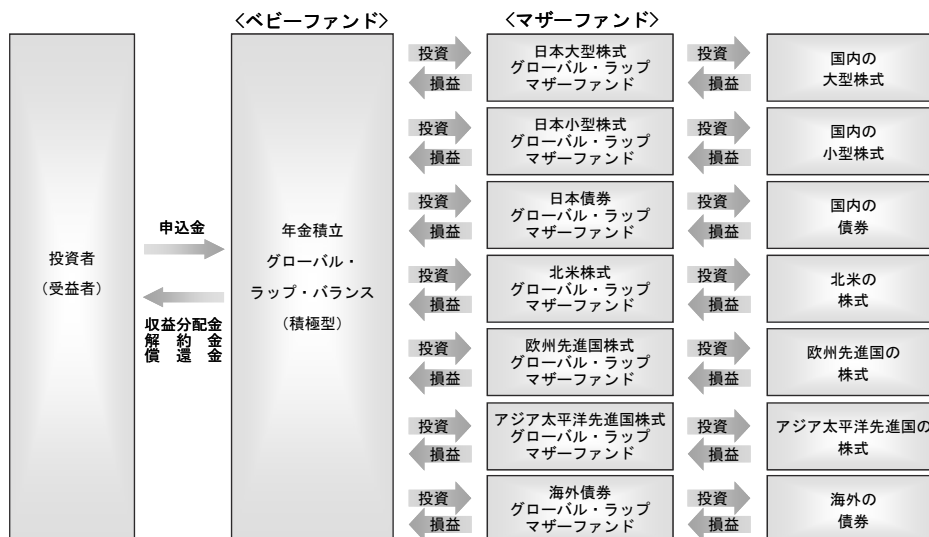 <ベビーファンド>
<マザーファンド>
投資者
(受益者)
申込金
収益分配金
解約金
償還金
年金積立
グローバル・
ラップ・バランス
(積極型)
投資
損益
日本大型株式
グローバル・ラップ
マザーファンド
投資
損益
国内の
大型株式
投資
損益
日本小型株式
グローバル・ラップ
マザーファンド
投資
損益
国内の
小型株式
投資
損益
日本債券
グローバル・ラップ
マザーファンド
投資
損益
国内の
債券
投資
損益
北米株式
グローバル・ラップ
マザーファンド
投資
損益
北米の
株式
投資
損益
欧州先進国株式
グローバル・ラップ
マザーファンド
投資
損益
欧州先進国の
株式
投資
損益
アジア太平洋先進国株式
グローバル・ラップ
マザーファンド
投資
損益
アジア太平洋先進国の
株式
投資
損益
海外債券
グローバル・ラップ
マザーファンド
投資
損益
海外の
債券